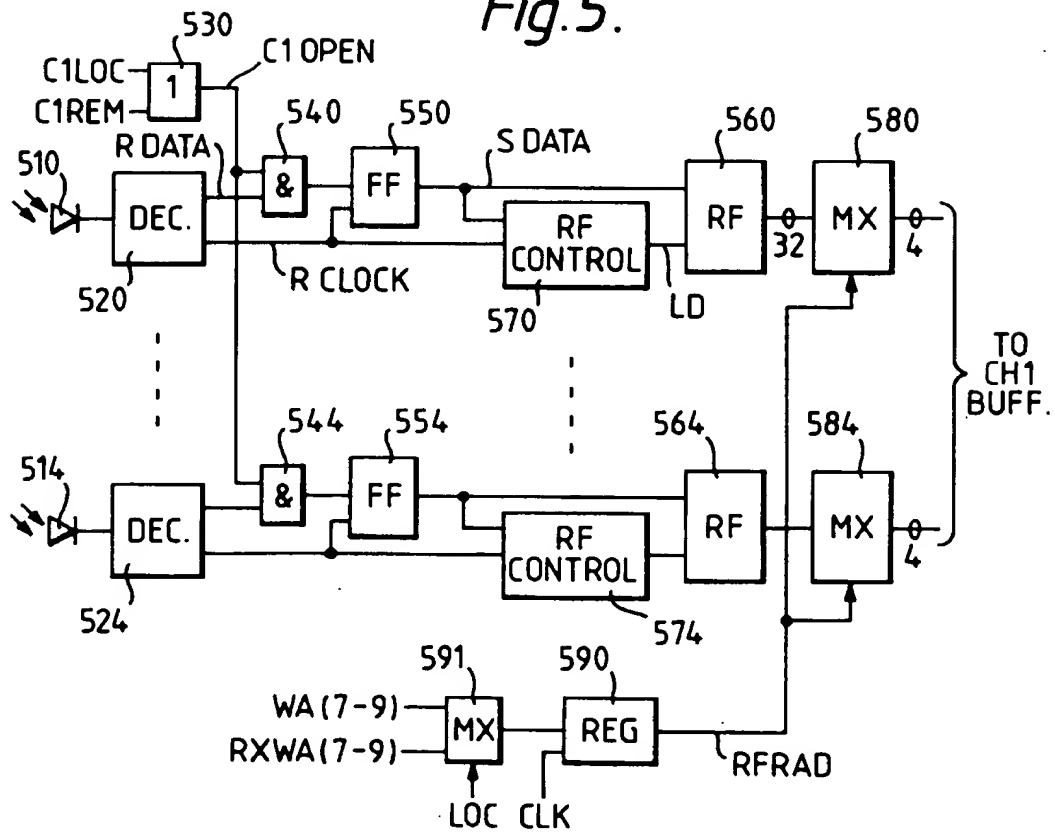 Fig.5.
530
C1LOC
C1REM
1
C1 OPEN
540
550
560
580
R DATA
S DATA
510
DEC.
&
FF
RF
CONTROL
RF
32
MX
4
520
R CLOCK
570
LD
TO
CH1
BUFF.
544
554
564
584
514
DEC.
&
FF
RF
CONTROL
RF
MX
4
524
574
591
590
WA(7-9)
RXWA(7-9)
MX
REG
RFRAD
LOC
CLK